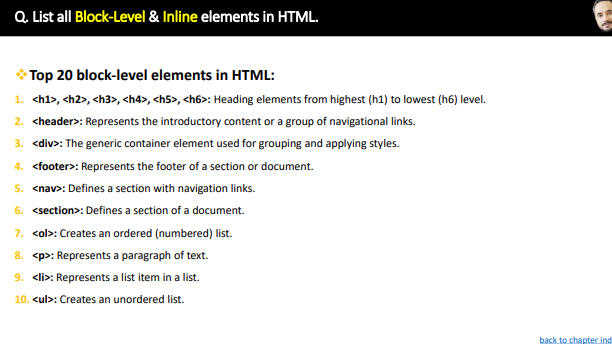 Q. List all Block-Level & Inline elements in HTML.
❖Top 20 block-level elements in HTML:
1. <h1>, <h2>, <h3>, <h4>, <h5>, <h6>: Heading elements from highest (h1) to lowest (h6) level.
2. <header>: Represents the introductory content or a group of navigational links.
3. <div>: The generic container element used for grouping and applying styles.
4. <footer>: Represents the footer of a section or document.
5. <nav>: Defines a section with navigation links.
6. <section>: Defines a section of a document.
7. <ol>: Creates an ordered (numbered) list.
8. <p>: Represents a paragraph of text.
9. <li>: Represents a list item in a list.
10. <ul>: Creates an unordered list.
back to chapter ind